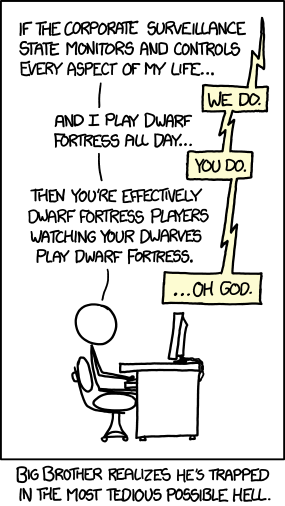 IF THE CORPORATE SURVEILLANCE
STATE MONITORS AND CONTROLS
EVERY ASPECT OF MY LIFE...
WE DO.
AND I PLAY DWARF
FORTRESS ALL DAY...
YOU DO.
THEN YOU'RE EFFECTIVELY
DWARF FORTRESS PLAYERS
WATCHING YOUR DWARVES
PLAY DWARF FORTRESS.
...OH GOD.
BIG BROTHER REALIZES HE'S TRAPPED
IN THE MOST TEDIOUS POSSIBLE HELL.